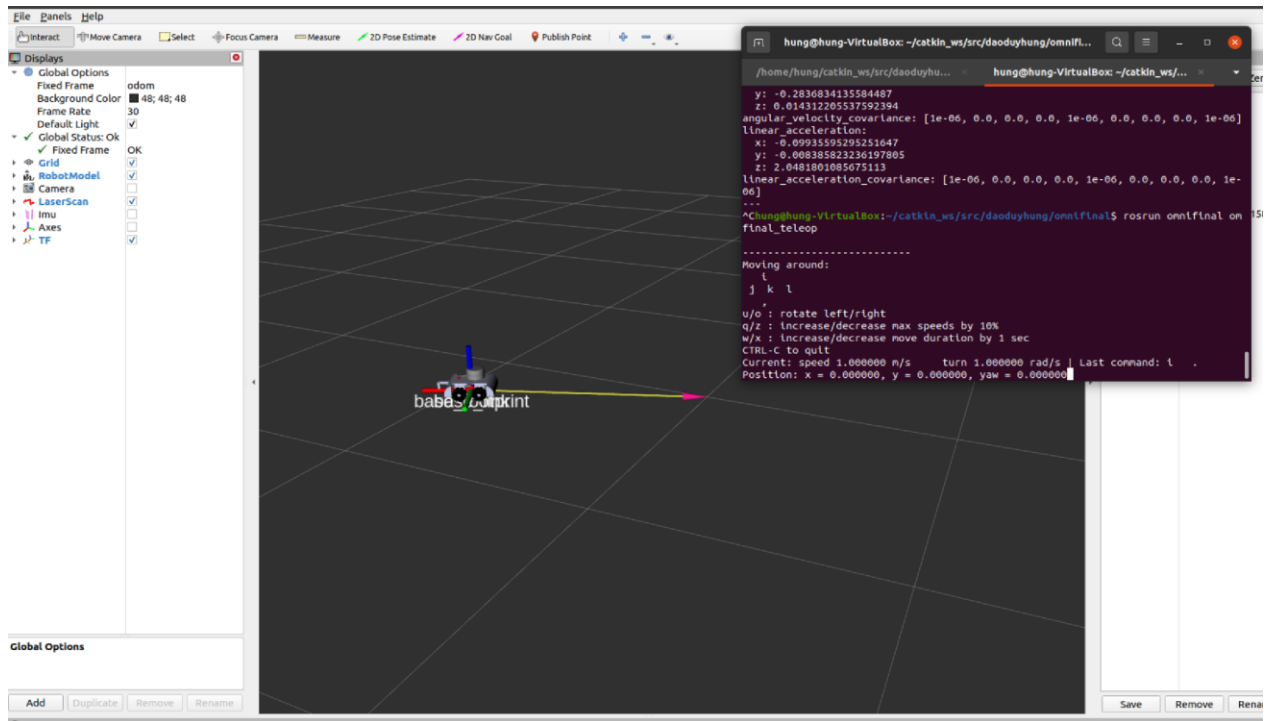 File Panels Help
Interact Move Camera Select Focus Camera Measure 2D Pose Estimate 2D Nav Goal Publish Point
Displays
Global Options
Fixed Frame odom
Background Color 48; 48; 48
Frame Rate 30
Default Light
Global Status: Ok
Fixed Frame OK
Grid
RobotModel
Camera
LaserScan
Imu
Axes
TF
Global Options
Add Duplicate Remove Rename
hung@hung-VirtualBox: ~/catkin_ws/src/daoduyhung/omnifi...
/home/hung/catkin_ws/src/daoduyhu... hung@hung-VirtualBox: ~/catkin_ws/...
y: -0.2836834135584487
z: 0.014312205537592394
angular_velocity_covariance: [1e-06, 0.0, 0.0, 0.0, 1e-06, 0.0, 0.0, 0.0, 1e-06]
linear_acceleration:
x: -0.09935595295251647
y: -0.008385823236197805
z: 2.0481801085675113
linear_acceleration_covariance: [1e-06, 0.0, 0.0, 0.0, 1e-06, 0.0, 0.0, 0.0, 1e-
06]
---
^Chung@hung-VirtualBox:~/catkin_ws/src/daoduyhung/omnifinal$ rosrun omnifinal om
final_teleop
---------------------------
Moving around:
i
j k l
,
u/o : rotate left/right
q/z : increase/decrease max speeds by 10%
w/x : increase/decrease move duration by 1 sec
CTRL-C to quit
Current: speed 1.000000 m/s turn 1.000000 rad/s | Last command: i .
Position: x = 0.000000, y = 0.000000, yaw = 0.000000
Save Remove Rena